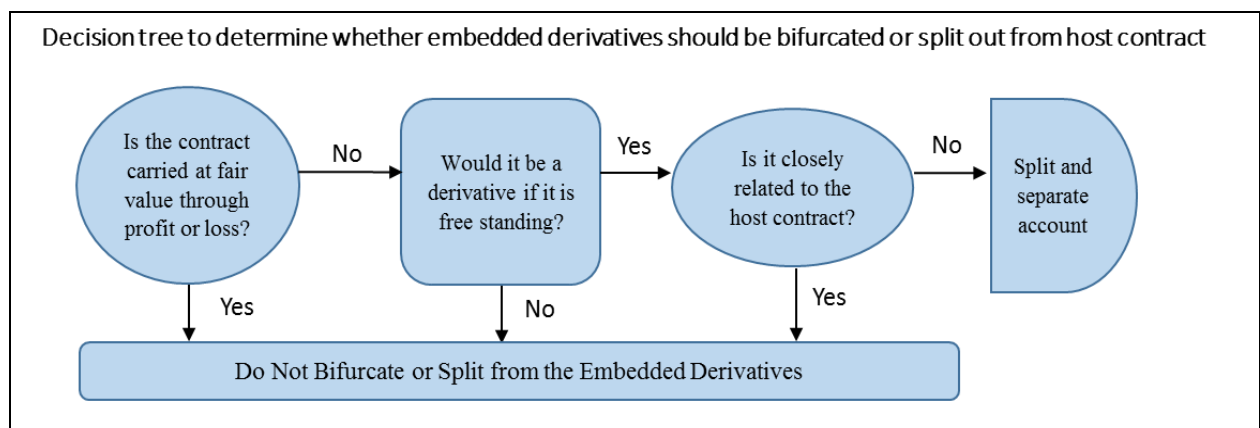 Decision tree to determine whether embedded derivatives should be bifurcated or split out from host contract
Is the contract
carried at fair
value through
profit or loss?
No
Would it be a
derivative if it is
free standing?
Yes
Is it closely
related to the
host contract?
No
Split and
separate
account
Yes
No
Yes
Do Not Bifurcate or Split from the Embedded Derivatives